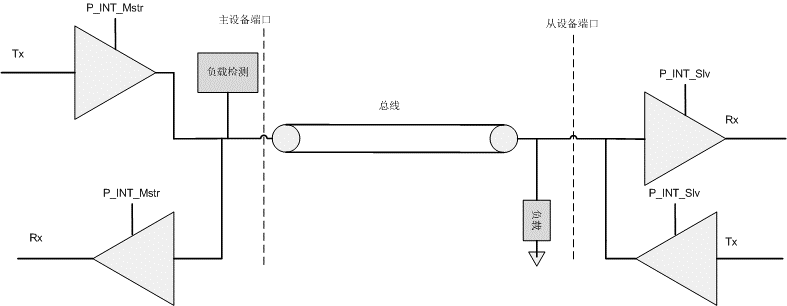 P_INT_Mstr
主设备端口
从设备端口
Tx
负载检测
P_INT_Slv
总线
Rx
P_INT_Mstr
P_INT_Slv
负载
Rx
Tx